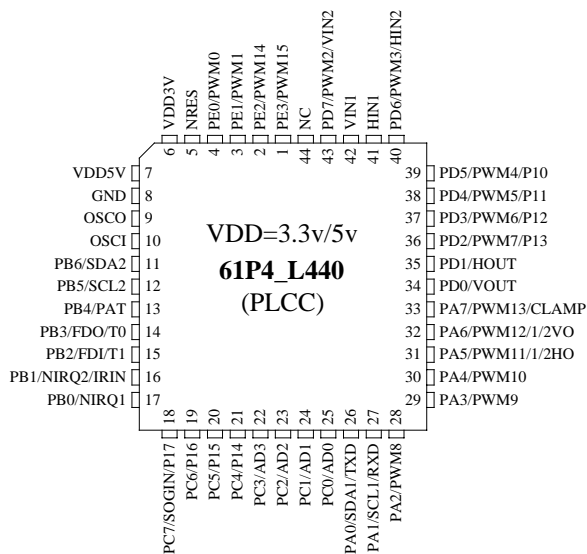 VDD3V
NRES
PE0/PWM0
PE1/PWM1
PE2/PWM14
PE3/PWM15
NC
PD7/PWM2/VIN2
VIN1
HIN1
PD6/PWM3/HIN2
6
5
4
3
2
1
44
43
42
41
40
VDD5V 7
GND 8
OSCO 9
OSCI 10
PB6/SDA2 11
PB5/SCL2 12
PB4/PAT 13
PB3/FDO/T0 14
PB2/FDI/T1 15
PB1/NIRQ2/IRIN 16
PB0/NIRQ1 17
VDD=3.3v/5v
61P4_L440
(PLCC)
39 PD5/PWM4/P10
38 PD4/PWM5/P11
37 PD3/PWM6/P12
36 PD2/PWM7/P13
35 PD1/HOUT
34 PD0/VOUT
33 PA7/PWM13/CLAMP
32 PA6/PWM12/1/2VO
31 PA5/PWM11/1/2HO
30 PA4/PWM10
29 PA3/PWM9
18
19
20
21
22
23
24
25
26
27
28
PC7/SOGIN/P17
PC6/P16
PC5/P15
PC4/P14
PC3/AD3
PC2/AD2
PC1/AD1
PC0/AD0
PA0/SDA1/TXD
PA1/SCL1/RXD
PA2/PWM8